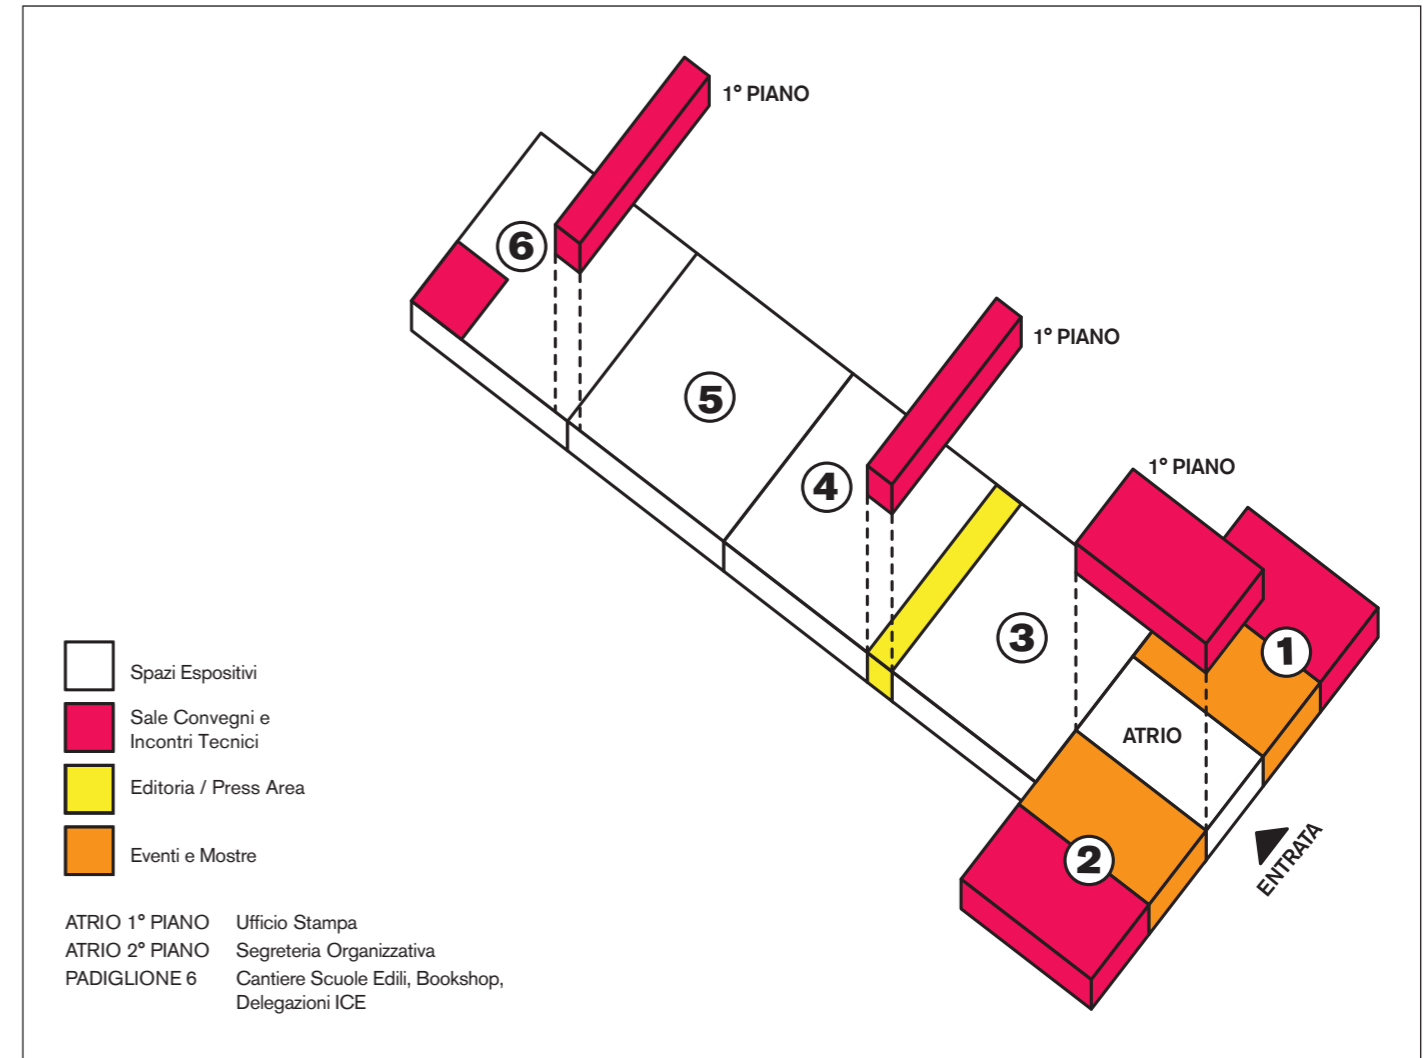 1° PIANO
6
1° PIANO
5
1° PIANO
4
3
1
ATRIO
2
ENTRATA
Spazi Espositivi
Sale Convegni e
Incontri Tecnici
Editoria / Press Area
Eventi e Mostre
ATRIO 1° PIANO Ufficio Stampa
ATRIO 2° PIANO Segreteria Organizzativa
PADIGLIONE 6 Cantiere Scuole Edili, Bookshop,
Delegazioni ICE